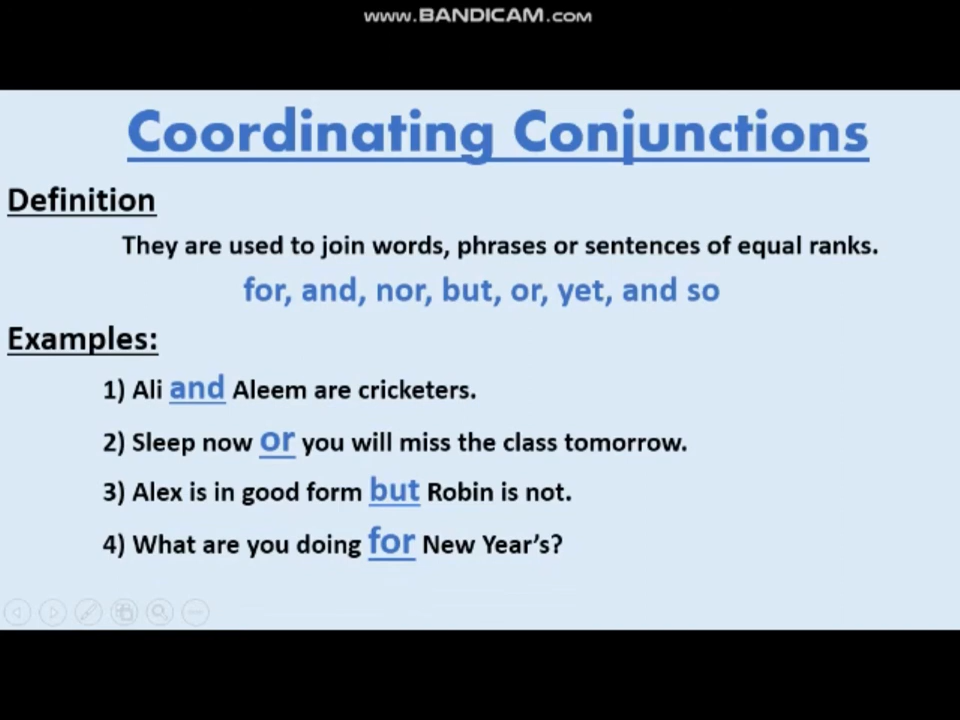 www.BANDICAM.com
Coordinating Conjunctions
Definition
They are used to join words, phrases or sentences of equal ranks.
for, and, nor, but, or, yet, and so
Examples:
1) Ali and Aleem are cricketers.
2) Sleep now or you will miss the class tomorrow.
3) Alex is in good form but Robin is not.
4) What are you doing for New Year’s?